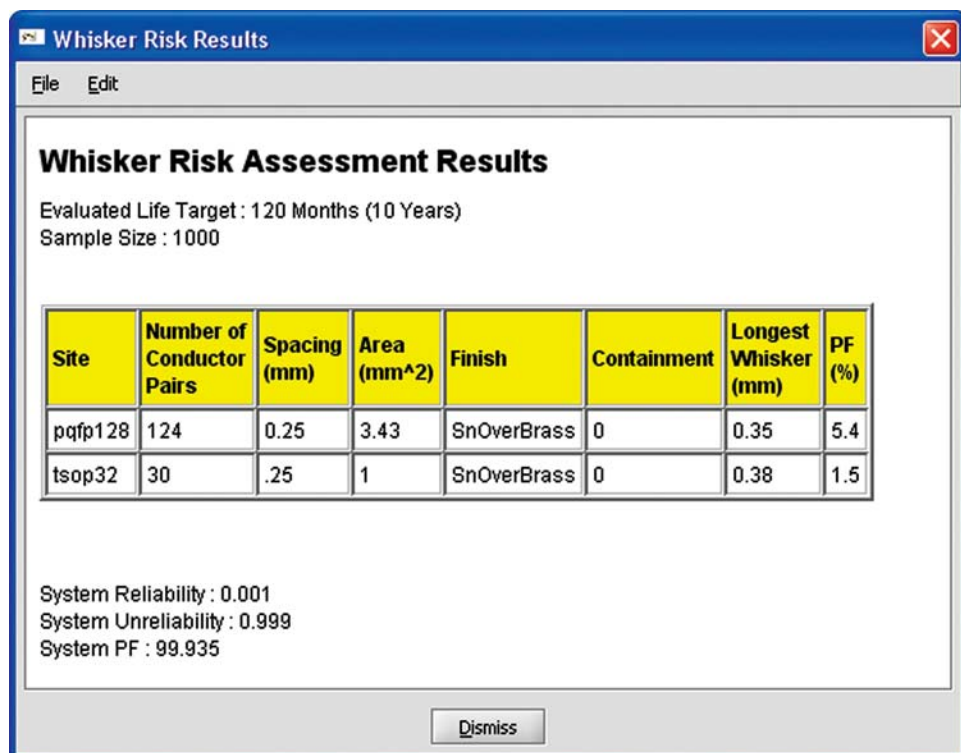 Whisker Risk Results
File Edit
Whisker Risk Assessment Results
Evaluated Life Target : 120 Months (10 Years)
Sample Size : 1000
Site Number of Conductor Pairs Spacing (mm) Area (mm^2) Finish Containment Longest Whisker (mm) PF (%)
pqfp128 124 0.25 3.43 SnOverBrass 0 0.35 5.4
tsop32 30 .25 1 SnOverBrass 0 0.38 1.5
System Reliability : 0.001
System Unreliability : 0.999
System PF : 99.935
Dismiss